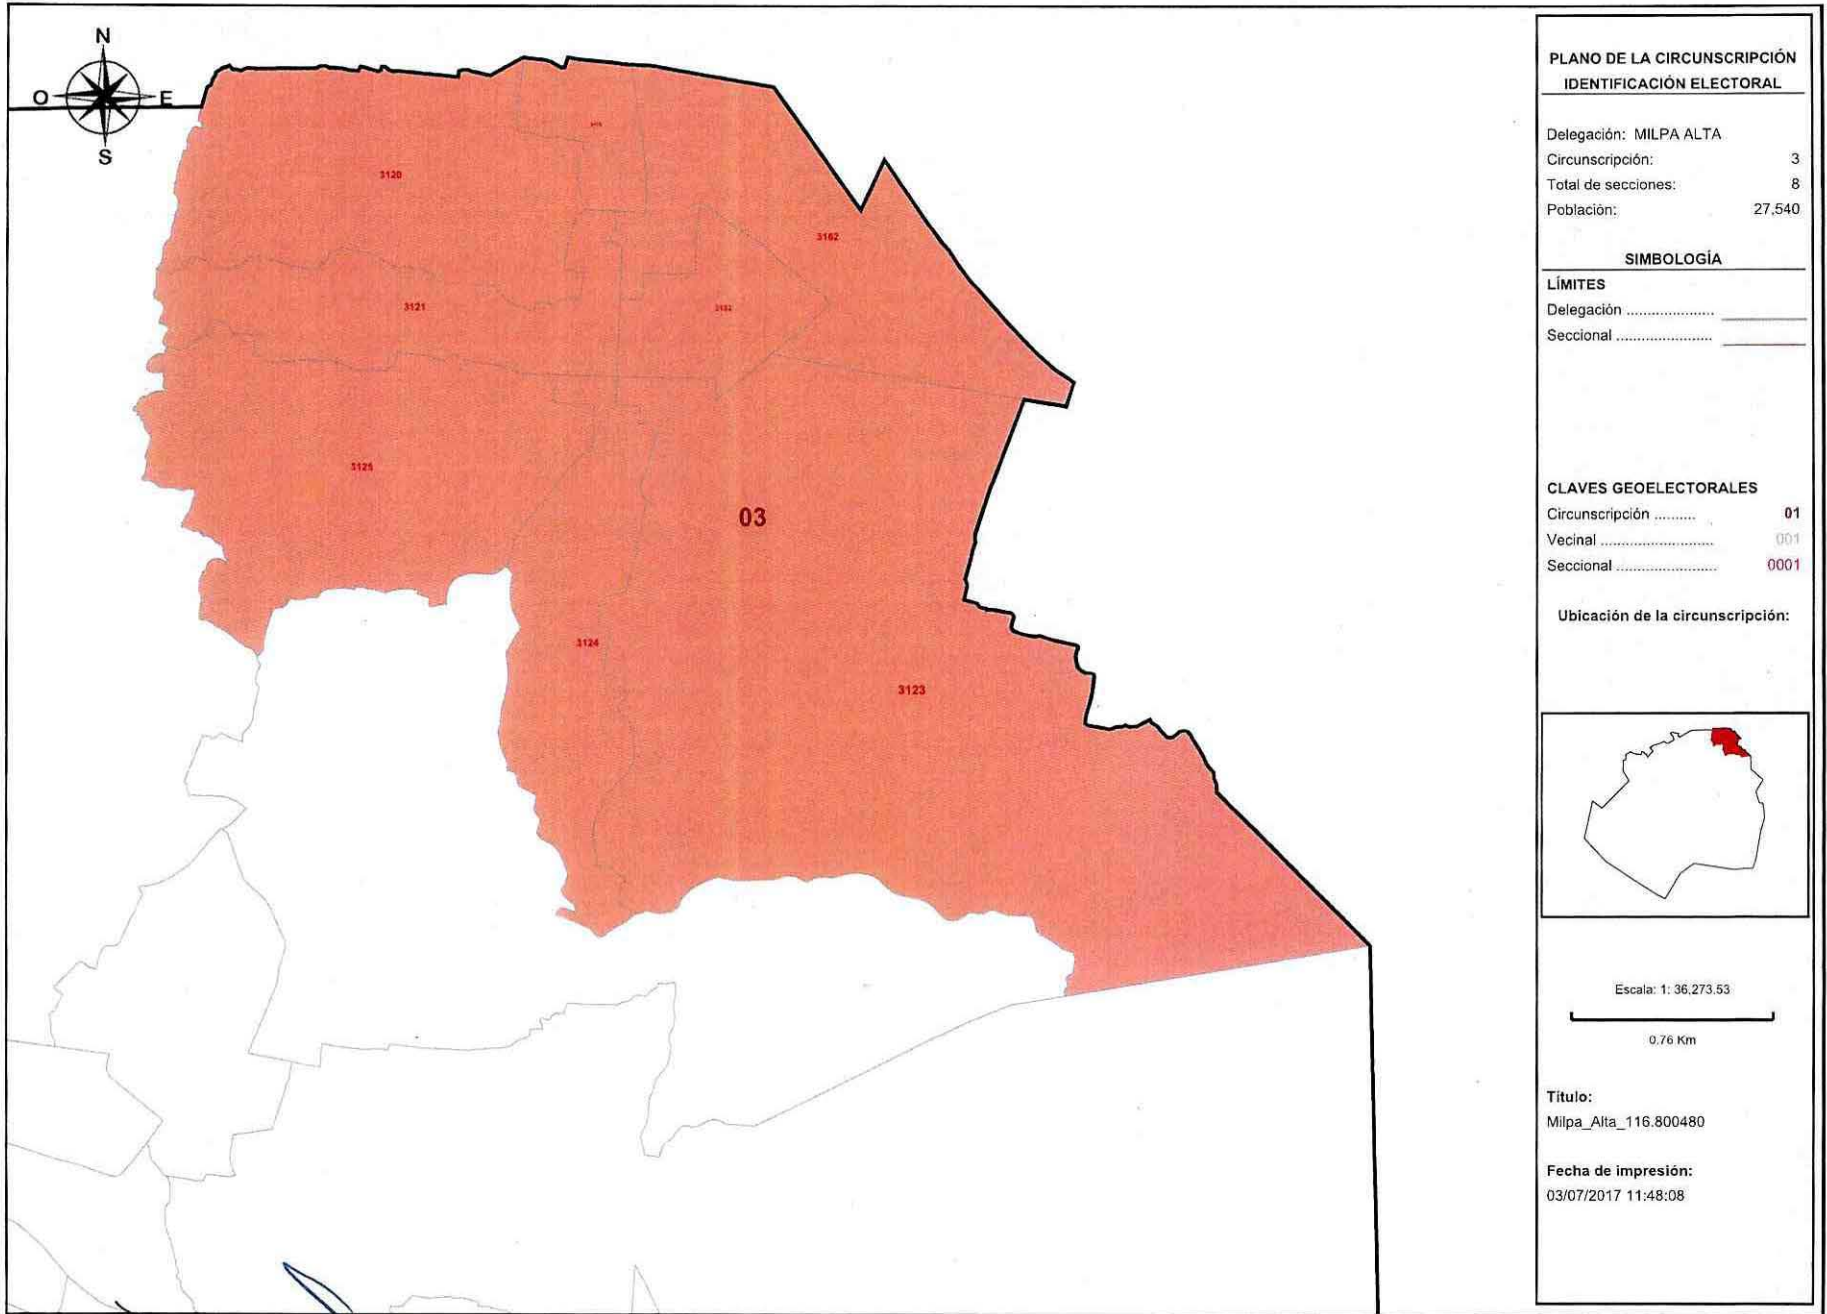 N
O E
S
3120
3162
3121
3125
03
3124
3123
PLANO DE LA CIRCUNSCRIPCIÓN
IDENTIFICACIÓN ELECTORAL
Delegación: MILPA ALTA
Circunscripción: 3
Total de secciones: 8
Población: 27,540
SIMBOLOGÍA
LÍMITES
Delegación ......................
Seccional ........................
CLAVES GEOELECTORALES
Circunscripción .......... 01
Vecinal ............................ 001
Seccional ......................... 0001
Ubicación de la circunscripción:
Escala: 1: 36,273.53
0.76 Km
Título:
Milpa_Alta_116.800480
Fecha de impresión:
03/07/2017 11:48:08